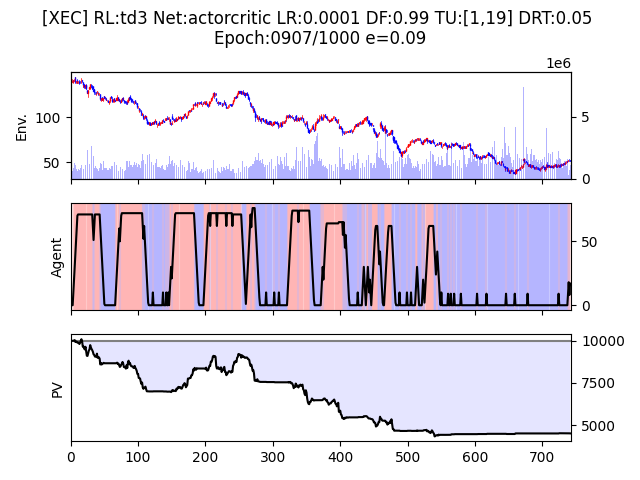 [XEC] RL:td3 Net:actorcritic LR:0.0001 DF:0.99 TU:[1,19] DRT:0.05
Epoch:0907/1000 e=0.09
1e6
Env.
100
50
5
0
Agent
50
0
PV
10000
7500
5000
0 100 200 300 400 500 600 700